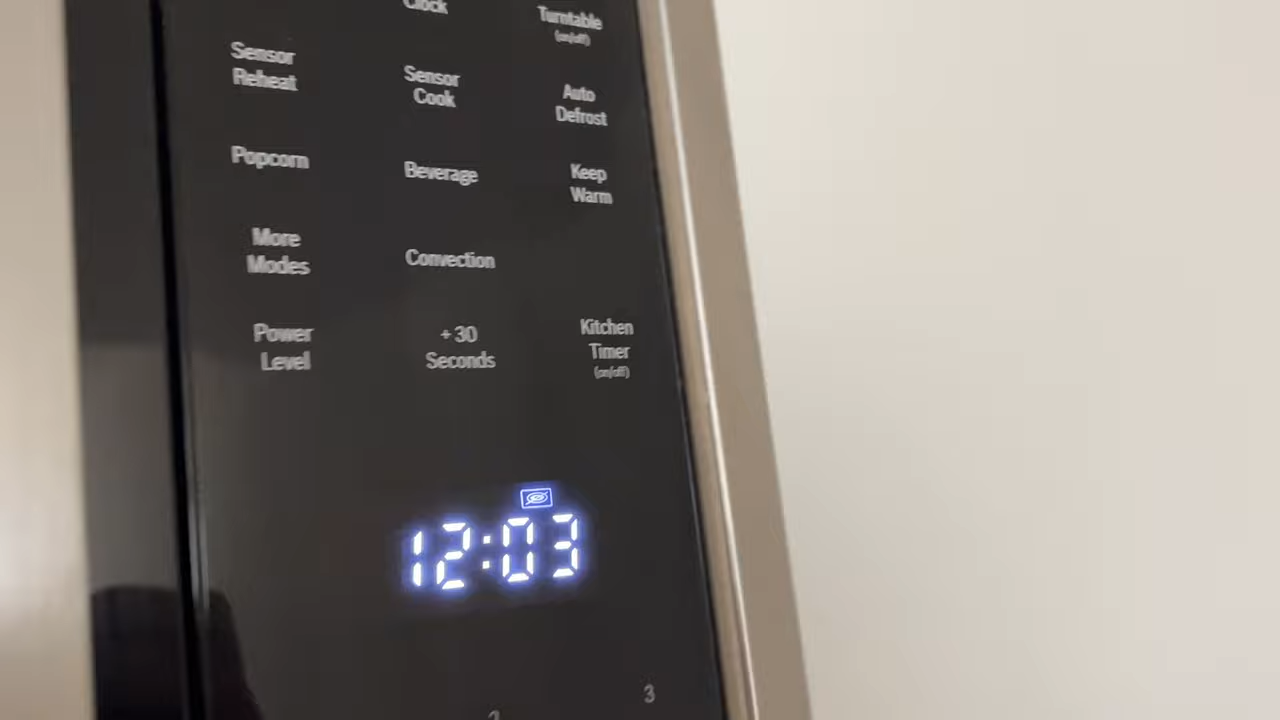 Clock
Turntable
(on/off)
Sensor
Reheat
Sensor
Cook
Auto
Defrost
Popcorn
Beverage
Keep
Warm
More
Modes
Convection
Power
Level
+30
Seconds
Kitchen
Timer
(on/off)
12:03
2
3